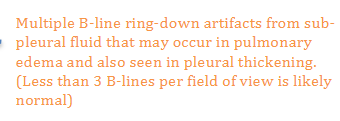 Multiple B-line ring-down artifacts from sub-
pleural fluid that may occur in pulmonary
edema and also seen in pleural thickening.
(Less than 3 B-lines per field of view is likely
normal)